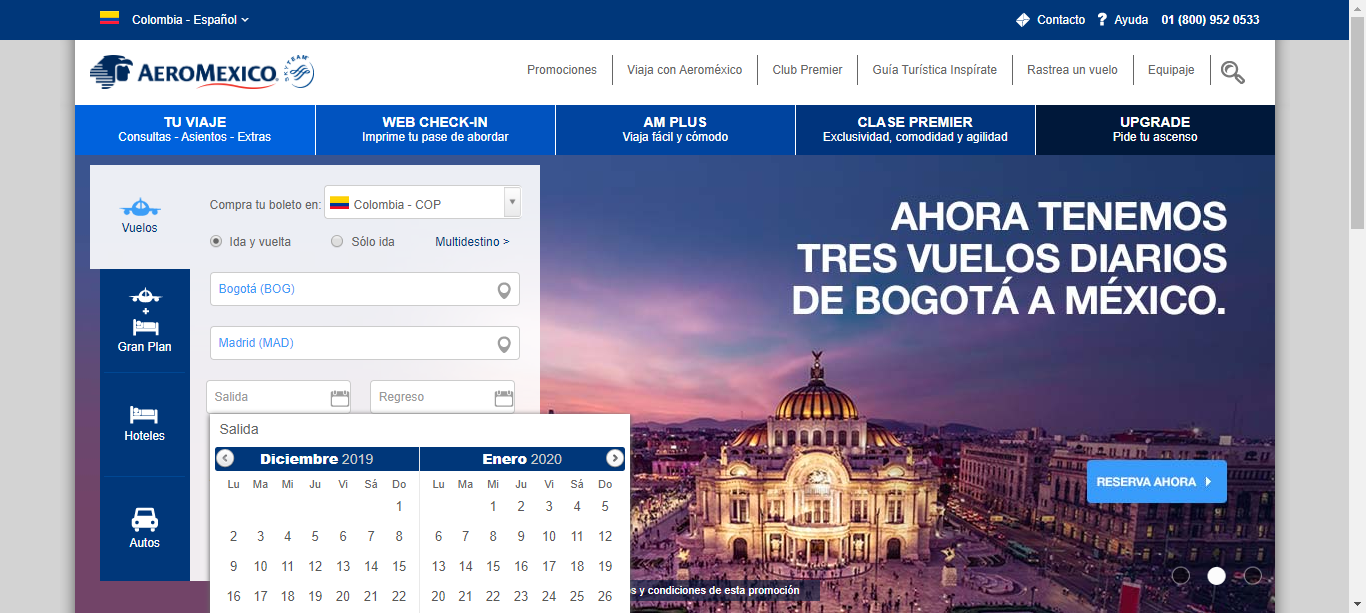 Colombia - Español
Contacto
Ayuda
01 (800) 952 0533
AEROMEXICO
SKYTEAM
Promociones
Viaja con Aeroméxico
Club Premier
Guía Turística Inspírate
Rastrea un vuelo
Equipaje
TU VIAJE
Consultas - Asientos - Extras
WEB CHECK-IN
Imprime tu pase de abordar
AM PLUS
Viaja fácil y cómodo
CLASE PREMIER
Exclusividad, comodidad y agilidad
UPGRADE
Pide tu ascenso
Vuelos
+
Gran Plan
Hoteles
Autos
Compra tu boleto en:
Colombia - COP
Ida y vuelta
Sólo ida
Multidestino >
Bogotá (BOG)
Madrid (MAD)
Salida
Regreso
Salida
Diciembre 2019
Lu Ma Mi Ju Vi Sá Do
1
2 3 4 5 6 7 8
9 10 11 12 13 14 15
16 17 18 19 20 21 22
Enero 2020
Lu Ma Mi Ju Vi Sá Do
1 2 3 4 5
6 7 8 9 10 11 12
13 14 15 16 17 18 19
20 21 22 23 24 25 26
AHORA TENEMOS
TRES VUELOS DIARIOS
DE BOGOTÁ A MÉXICO.
RESERVA AHORA
s y condiciones de esta promoción